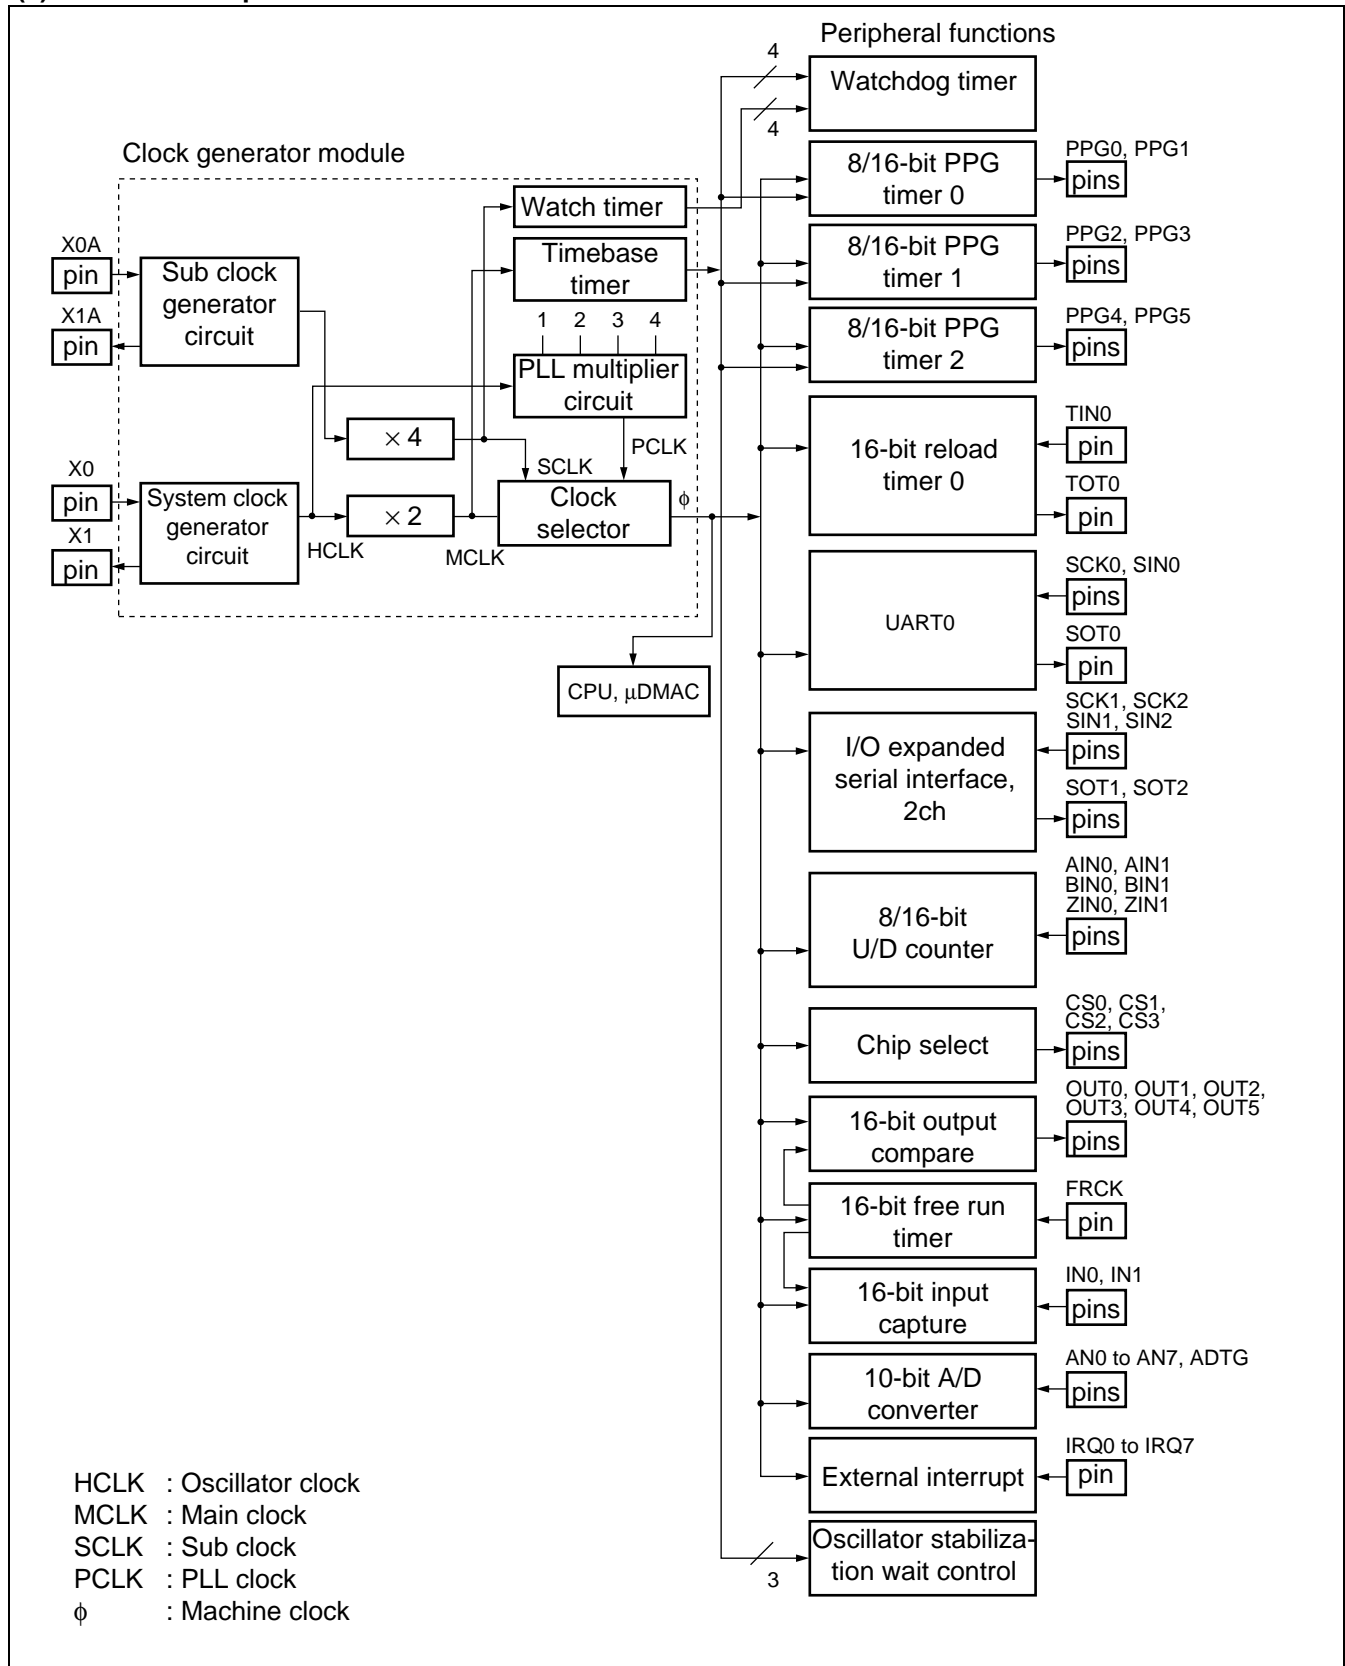 Peripheral functions
4
Watchdog timer
4
Clock generator module
8/16-bit PPG
timer 0
PPG0, PPG1
pins
Watch timer
X0A
pin
Sub clock
generator
circuit
X1A
pin
Timebase
timer
8/16-bit PPG
timer 1
PPG2, PPG3
pins
1 2 3 4
PLL multiplier
circuit
8/16-bit PPG
timer 2
PPG4, PPG5
pins
× 4
PCLK
SCLK
16-bit reload
timer 0
TIN0
pin
TOT0
pin
X0
pin
System clock
generator
circuit
X1
pin
HCLK
× 2
MCLK
Clock
selector
φ
UART0
SCK0, SIN0
pins
SOT0
pin
CPU, μDMAC
I/O expanded
serial interface,
2ch
SCK1, SCK2
SIN1, SIN2
pins
SOT1, SOT2
pins
8/16-bit
U/D counter
AIN0, AIN1
BIN0, BIN1
ZIN0, ZIN1
pins
Chip select
CS0, CS1,
CS2, CS3
pins
16-bit output
compare
OUT0, OUT1, OUT2,
OUT3, OUT4, OUT5
pins
16-bit free run
timer
FRCK
pin
16-bit input
capture
IN0, IN1
pins
10-bit A/D
converter
AN0 to AN7, ADTG
pins
External interrupt
IRQ0 to IRQ7
pin
Oscillator stabiliza-
tion wait control
3
HCLK : Oscillator clock
MCLK : Main clock
SCLK : Sub clock
PCLK : PLL clock
φ : Machine clock